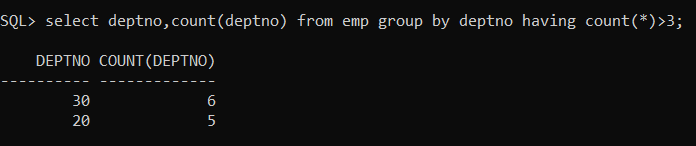 SQL> select deptno,count(deptno) from emp group by deptno having count(*)>3;
    DEPTNO COUNT(DEPTNO)
---------- -------------
        30             6
        20             5